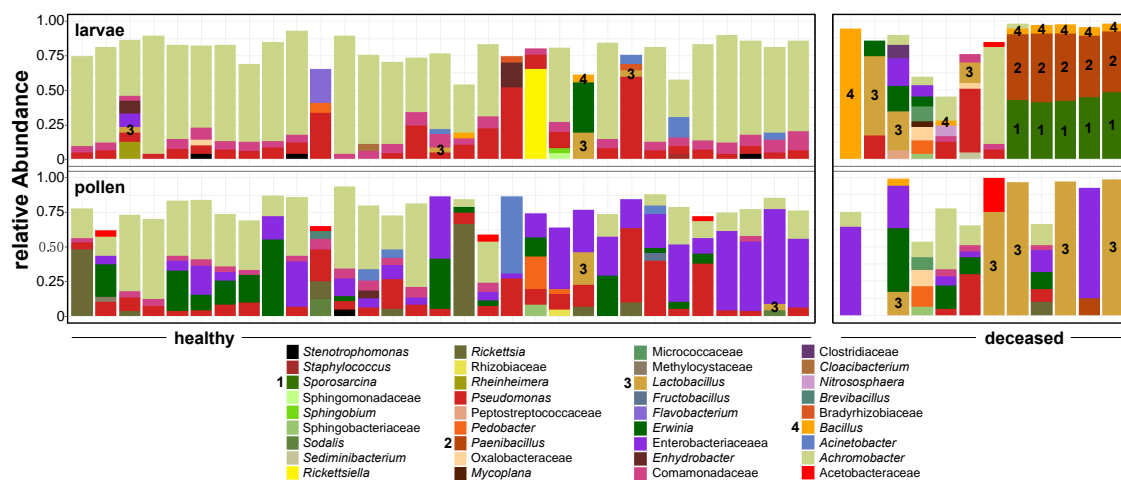 relative Abundance
1.00
larvae
0.75
0.50
0.25
0
3
3
4
3
3
4
3
3
4
3
4
2
1
4
2
1
4
2
1
4
2
1
4
2
1
1.00
pollen
0.75
0.50
0.25
0
3
3
3
3
3
3
3
healthy
deceased
Stenotrophomonas
Staphylococcus
1 Sporosarcina
Sphingomonadaceae
Sphingobium
Sphingobacteriaceae
Sodalis
Sediminibacterium
Rickettsiella
Rickettsia
Rhizobiaceae
Rheinheimera
Pseudomonas
Peptostreptococcaceae
Pedobacter
2 Paenibacillus
Oxalobacteraceae
Mycoplana
Micrococcaceae
Methylocystaceae
3 Lactobacillus
Fructobacillus
Flavobacterium
Erwinia
Enterobacteriaceaea
Enhydrobacter
Comamonadaceae
Clostridiaceae
Cloacibacterium
Nitrososphaera
Brevibacillus
Bradyrhizobiaceae
4 Bacillus
Acinetobacter
Achromobacter
Acetobacteraceae